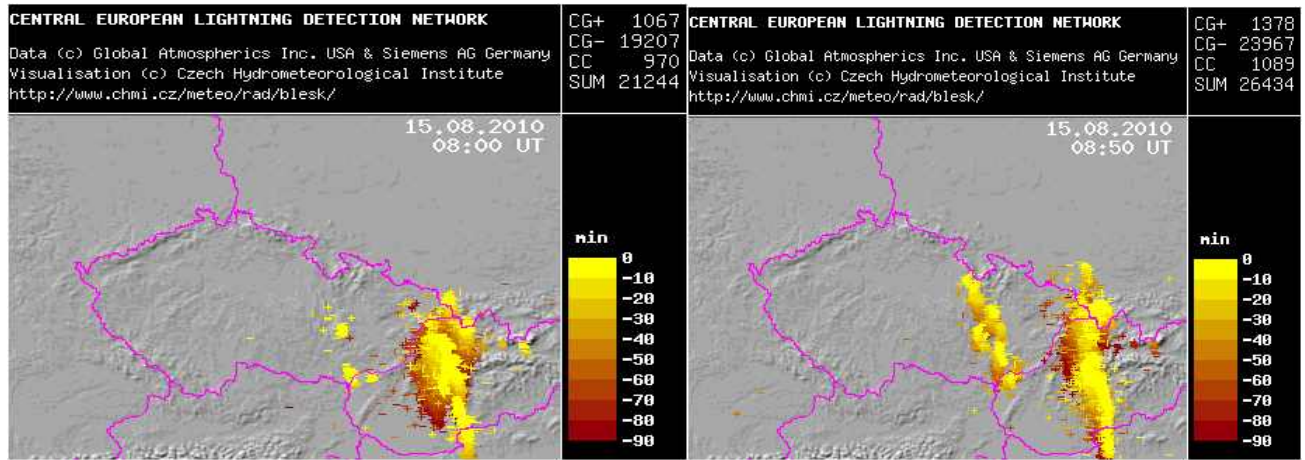 CENTRAL EUROPEAN LIGHTNING DETECTION NETWORK
Data (c) Global Atmospherics Inc. USA & Siemens AG Germany
Visualisation (c) Czech Hydrometeorological Institute
http://www.chmi.cz/meteo/rad/blesk/
CG+ 1067
CG- 19207
CC 970
SUM 21244
15.08.2010
08:00 UT
min
0
-10
-20
-30
-40
-50
-60
-70
-80
-90
CENTRAL EUROPEAN LIGHTNING DETECTION NETWORK
Data (c) Global Atmospherics Inc. USA & Siemens AG Germany
Visualisation (c) Czech Hydrometeorological Institute
http://www.chmi.cz/meteo/rad/blesk/
CG+ 1378
CG- 23967
CC 1089
SUM 26434
15.08.2010
08:50 UT
min
0
-10
-20
-30
-40
-50
-60
-70
-80
-90